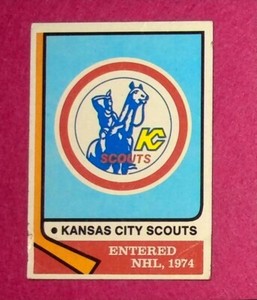 KC
SCOUTS
● KANSAS CITY SCOUTS
ENTERED
NHL, 1974